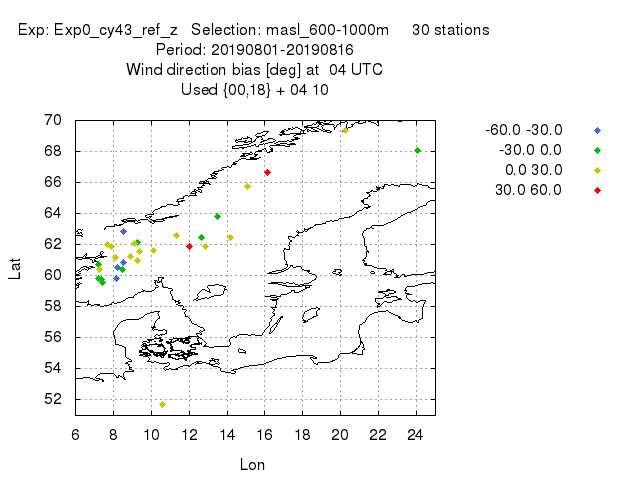 Exp: Exp0_cy43_ref_z   Selection: masl_600-1000m     30 stations
Period: 20190801-20190816
Wind direction bias [deg] at  04 UTC
Used {00,18} + 04 10
-60.0 -30.0
-30.0 0.0
0.0 30.0
30.0 60.0
70
68
66
64
62
60
58
56
54
52
Lat
6 8 10 12 14 16 18 20 22 24
Lon